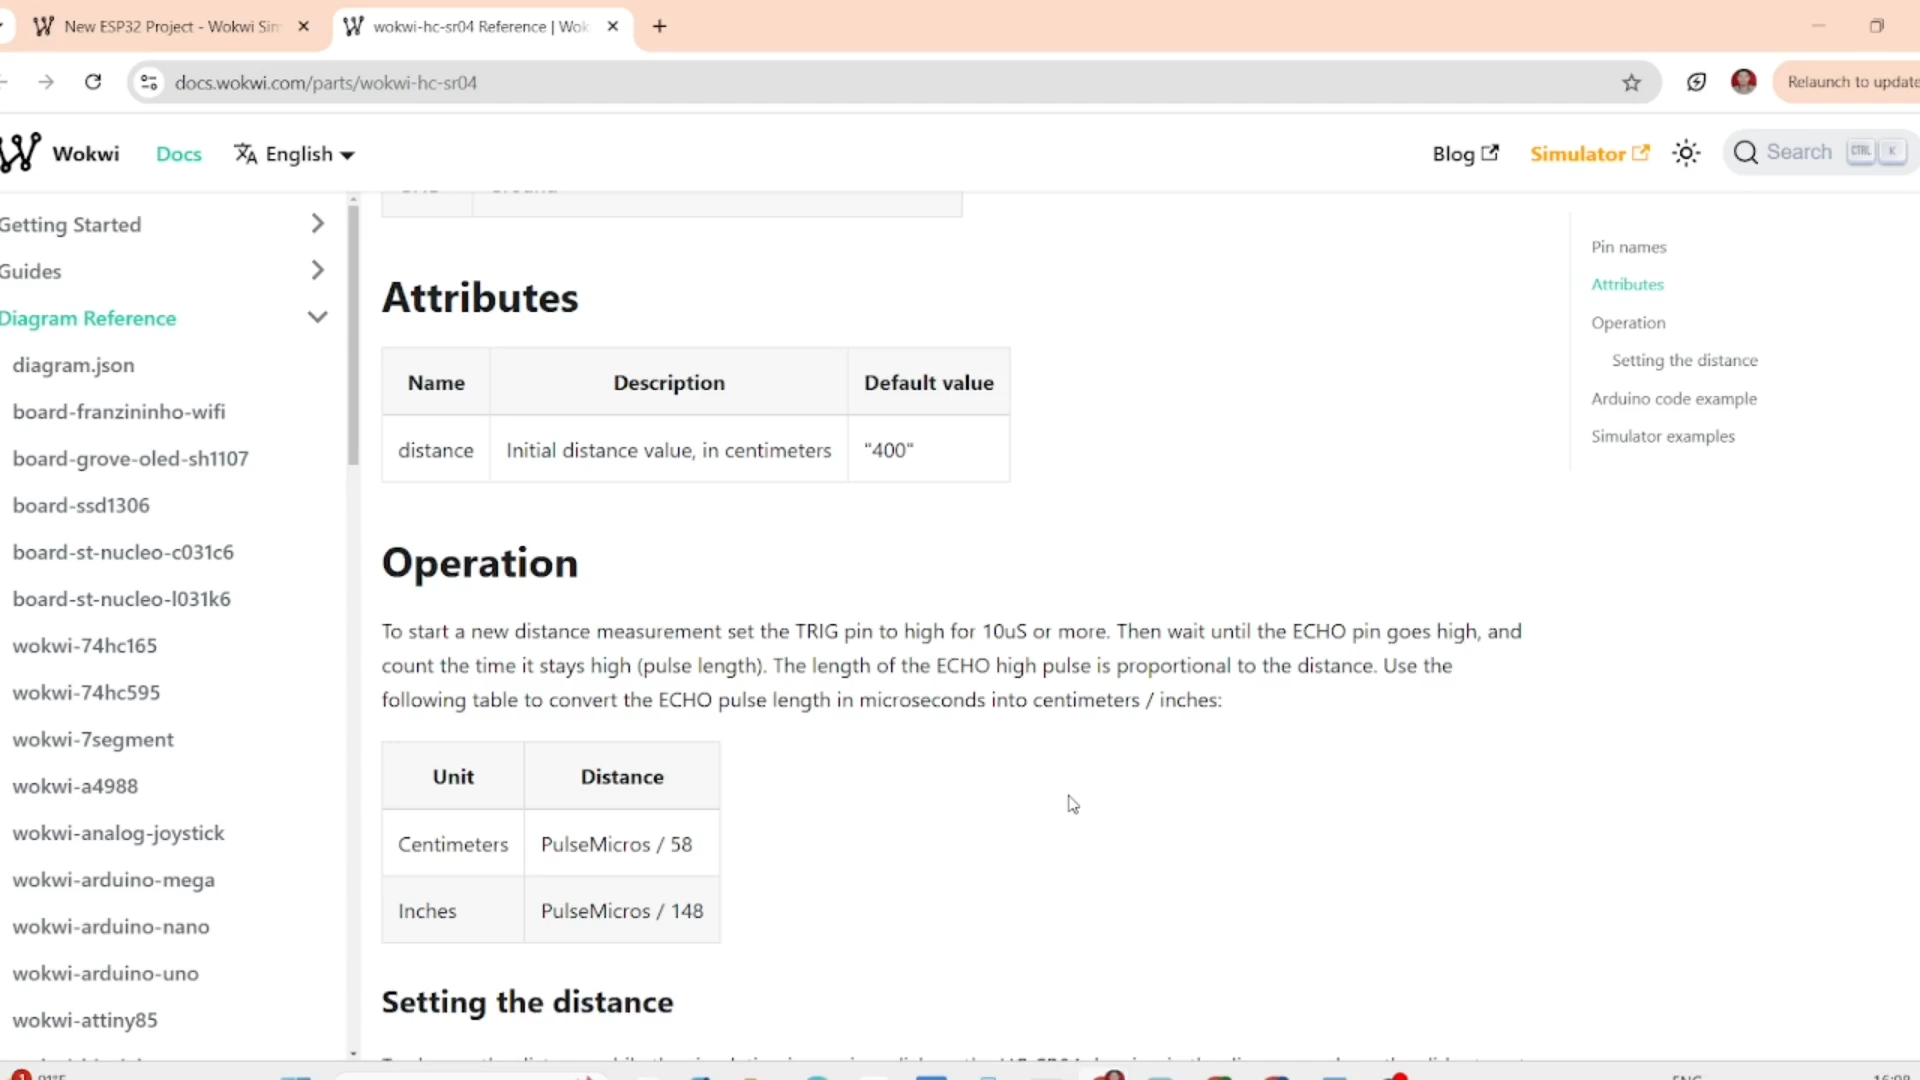 New ESP32 Project - Wokwi Sim
wokwi-hc-sr04 Reference | Wok
docs.wokwi.com/parts/wokwi-hc-sr04
Relaunch to update
Wokwi
Docs
English
Blog
Simulator
Search
CTRL
K
Getting Started
Guides
Diagram Reference
diagram.json
board-franzininho-wifi
board-grove-oled-sh1107
board-ssd1306
board-st-nucleo-c031c6
board-st-nucleo-l031k6
wokwi-74hc165
wokwi-74hc595
wokwi-7segment
wokwi-a4988
wokwi-analog-joystick
wokwi-arduino-mega
wokwi-arduino-nano
wokwi-arduino-uno
wokwi-attiny85
Attributes
Name Description Default value
distance Initial distance value, in centimeters "400"
Operation
To start a new distance measurement set the TRIG pin to high for 10uS or more. Then wait until the ECHO pin goes high, and
count the time it stays high (pulse length). The length of the ECHO high pulse is proportional to the distance. Use the
following table to convert the ECHO pulse length in microseconds into centimeters / inches:
Unit Distance
Centimeters PulseMicros / 58
Inches PulseMicros / 148
Setting the distance
Pin names
Attributes
Operation
Setting the distance
Arduino code example
Simulator examples